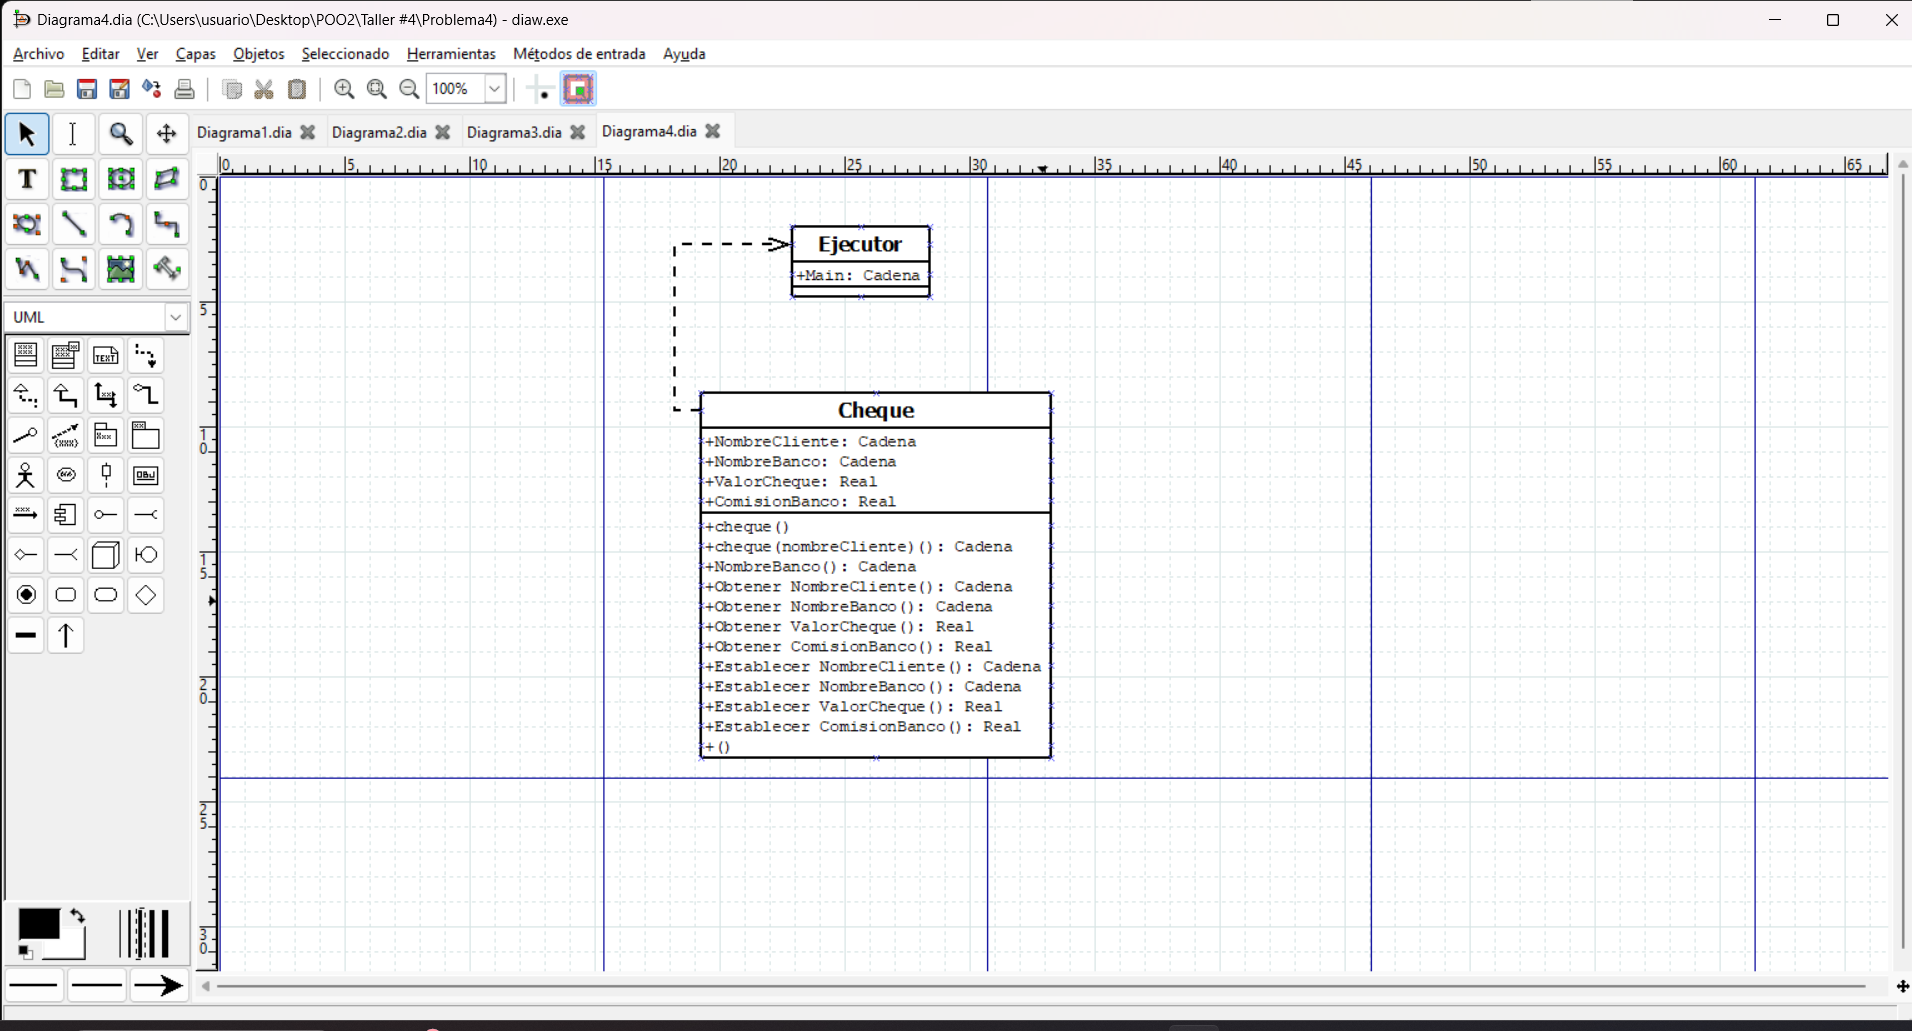 Diagrama4.dia (C:\Users\usuario\Desktop\POO2\Taller #4\Problema4) - diaw.exe
Archivo Editar Ver Capas Objetos Seleccionado Herramientas Métodos de entrada Ayuda
100%
Diagrama1.dia Diagrama2.dia Diagrama3.dia Diagrama4.dia
0 5 10 15 20 25 30 35 40 45 50 55 60 65
0
5
10
15
20
25
30
T
UML
TEXT
OBJ
Ejecutor
+Main: Cadena
Cheque
+NombreCliente: Cadena
+NombreBanco: Cadena
+ValorCheque: Real
+ComisionBanco: Real
+cheque()
+cheque(nombreCliente)(): Cadena
+NombreBanco(): Cadena
+Obtener NombreCliente(): Cadena
+Obtener NombreBanco(): Cadena
+Obtener ValorCheque(): Real
+Obtener ComisionBanco(): Real
+Establecer NombreCliente(): Cadena
+Establecer NombreBanco(): Cadena
+Establecer ValorCheque(): Real
+Establecer ComisionBanco(): Real
+()